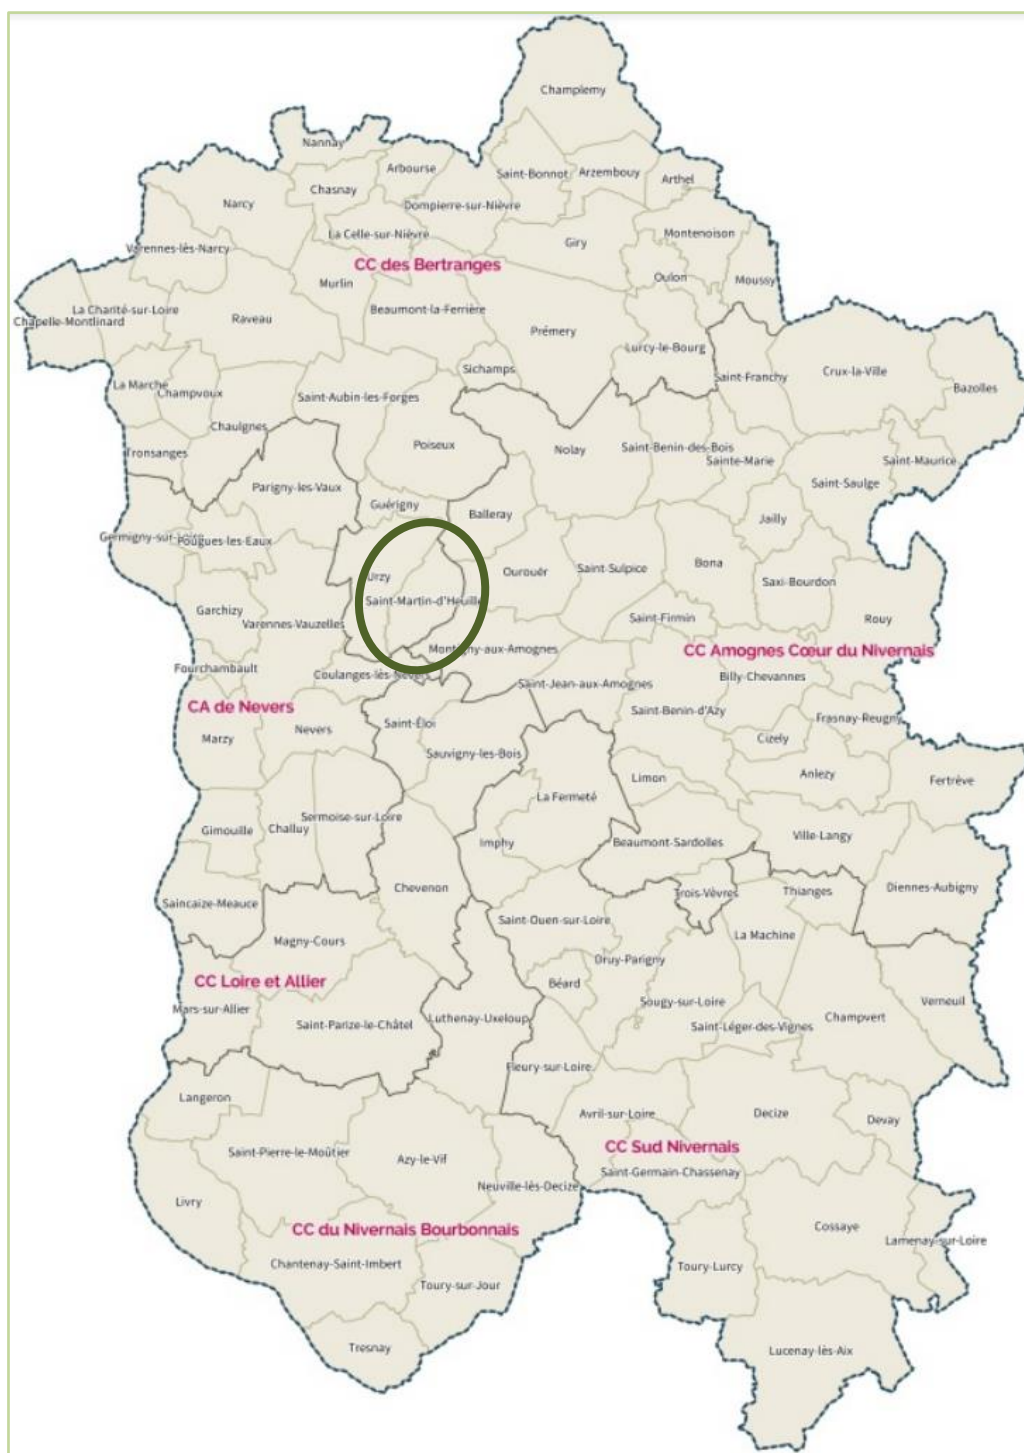 Champlemy
Nannay
Arbourse
Saint-Bonnot
Arzembouy
Arthel
Chasnay
Narcy
Dompierre-sur-Nièvre
La Celle-sur-Nièvre
Giry
Montenoison
Varennes-lès-Narcy
CC des Bertranges
Oulon
Moussy
Murlin
La Charité-sur-Loire
Beaumont-la-Ferrière
Chapelle-Montlinard
Raveau
Prémery
Lurcy-le-Bourg
Sichamps
Saint-Franchy
Crux-la-Ville
Bazolles
La Marche
Champvoux
Saint-Aubin-les-Forges
Chaulgnes
Poiseux
Nolay
Saint-Benin-des-Bois
Tronsanges
Sainte-Marie
Saint-Maurice
Saint-Saulge
Parigny-les-Vaux
Guérigny
Balleray
Jailly
Germigny-sur-Loire
Pougues-les-Eaux
Urzy
Ourouër
Saint-Sulpice
Bona
Saxi-Bourdon
Saint-Martin-d'Heuille
Garchizy
Varennes-Vauzelles
Saint-Firmin
Rouy
Montigny-aux-Amognes
CC Amognes Cœur du Nivernais
Fourchambault
Coulanges-lès-Nevers
Saint-Jean-aux-Amognes
Billy-Chevannes
CA de Nevers
Saint-Benin-d'Azy
Frasnay-Reugny
Marzy
Nevers
Saint-Éloi
Cizely
Sauvigny-les-Bois
Limon
Anlezy
Fertrève
La Fermeté
Gimouille
Challuy
Sermoise-sur-Loire
Imphy
Beaumont-Sardolles
Ville-Langy
Chevenon
Trois-Vèvres
Thianges
Diennes-Aubigny
Saincaize-Meauce
Saint-Ouen-sur-Loire
Magny-Cours
La Machine
Druy-Parigny
CC Loire et Allier
Béard
Sougy-sur-Loire
Verneuil
Mars-sur-Allier
Saint-Parize-le-Châtel
Luthenay-Uxeloup
Saint-Léger-des-Vignes
Champvert
Fleury-sur-Loire
Langeron
Avril-sur-Loire
Decize
Devay
Saint-Pierre-le-Moûtier
Azy-le-Vif
CC Sud Nivernais
Saint-Germain-Chassenay
Neuville-lès-Decize
Livry
CC du Nivernais Bourbonnais
Cossaye
Lamenay-sur-Loire
Chantenay-Saint-Imbert
Toury-Lurcy
Toury-sur-Jour
Tresnay
Lucenay-lès-Aix